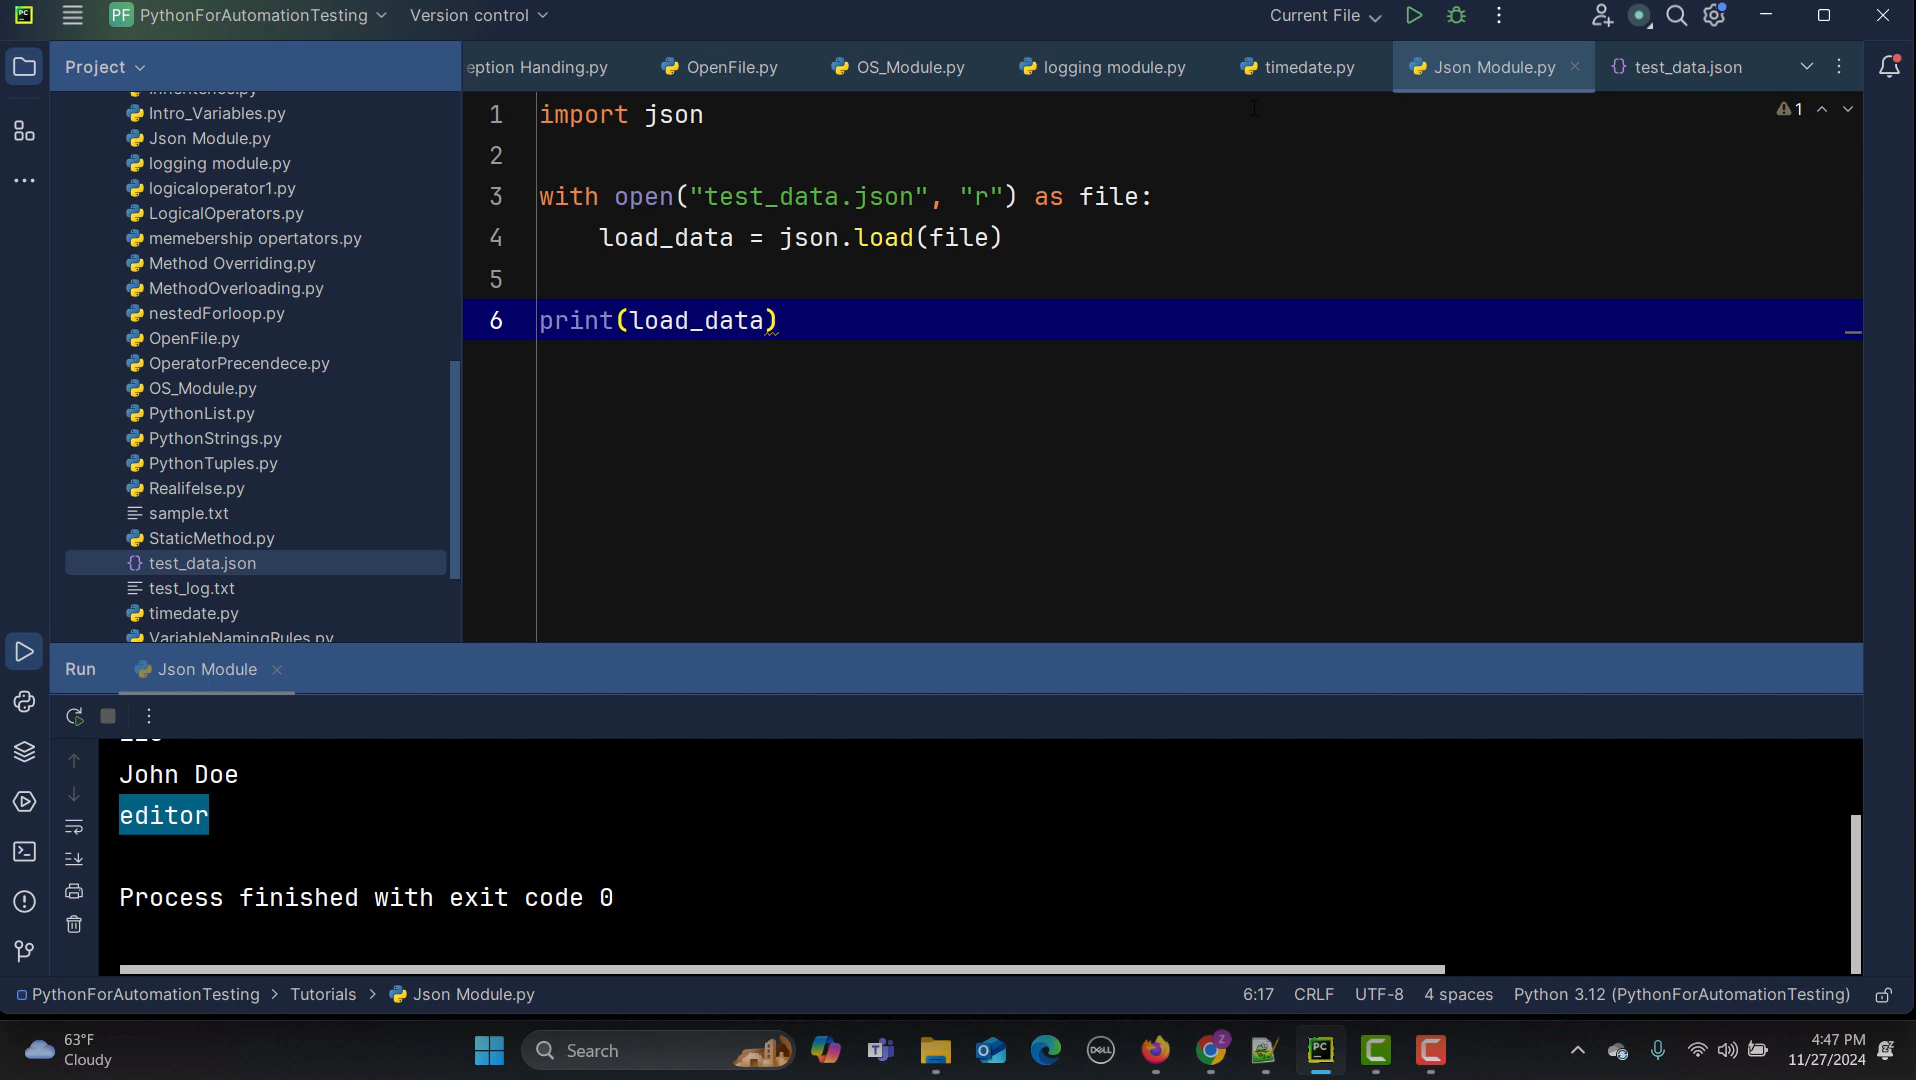 PF PythonForAutomationTesting Version control Current File
Project
eption Handing.py OpenFile.py OS_Module.py logging module.py timedate.py Json Module.py test_data.json
Intro_Variables.py
Json Module.py
logging module.py
logicaloperator1.py
LogicalOperators.py
memebership opertators.py
Method Overriding.py
MethodOverloading.py
nestedForloop.py
OpenFile.py
OperatorPrecendece.py
OS_Module.py
PythonList.py
PythonStrings.py
PythonTuples.py
Realifelse.py
sample.txt
StaticMethod.py
test_data.json
test_log.txt
timedate.py
VariableNamingRules.py
1 import json
1
2
3 with open("test_data.json", "r") as file:
4 load_data = json.load(file)
5
6 print(load_data)
Run Json Module
John Doe
editor
Process finished with exit code 0
PythonForAutomationTesting > Tutorials > Json Module.py 6:17 CRLF UTF-8 4 spaces Python 3.12 (PythonForAutomationTesting)
63°F
Cloudy
Search
DELL
PC
4:47 PM
11/27/2024